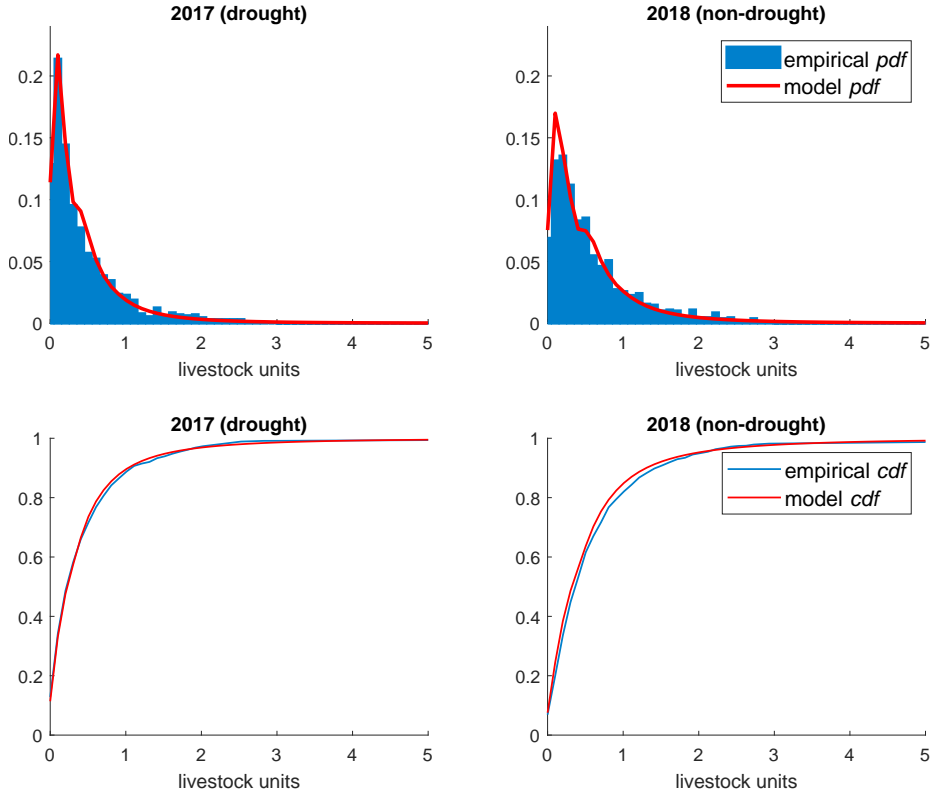 2017 (drought)
0.2
0.15
0.1
0.05
0
0 1 2 3 4 5
livestock units
2018 (non-drought)
empirical pdf
model pdf
0.2
0.15
0.1
0.05
0
0 1 2 3 4 5
livestock units
2017 (drought)
1
0.8
0.6
0.4
0.2
0
0 1 2 3 4 5
livestock units
2018 (non-drought)
1
empirical cdf
model cdf
0.8
0.6
0.4
0.2
0
0 1 2 3 4 5
livestock units